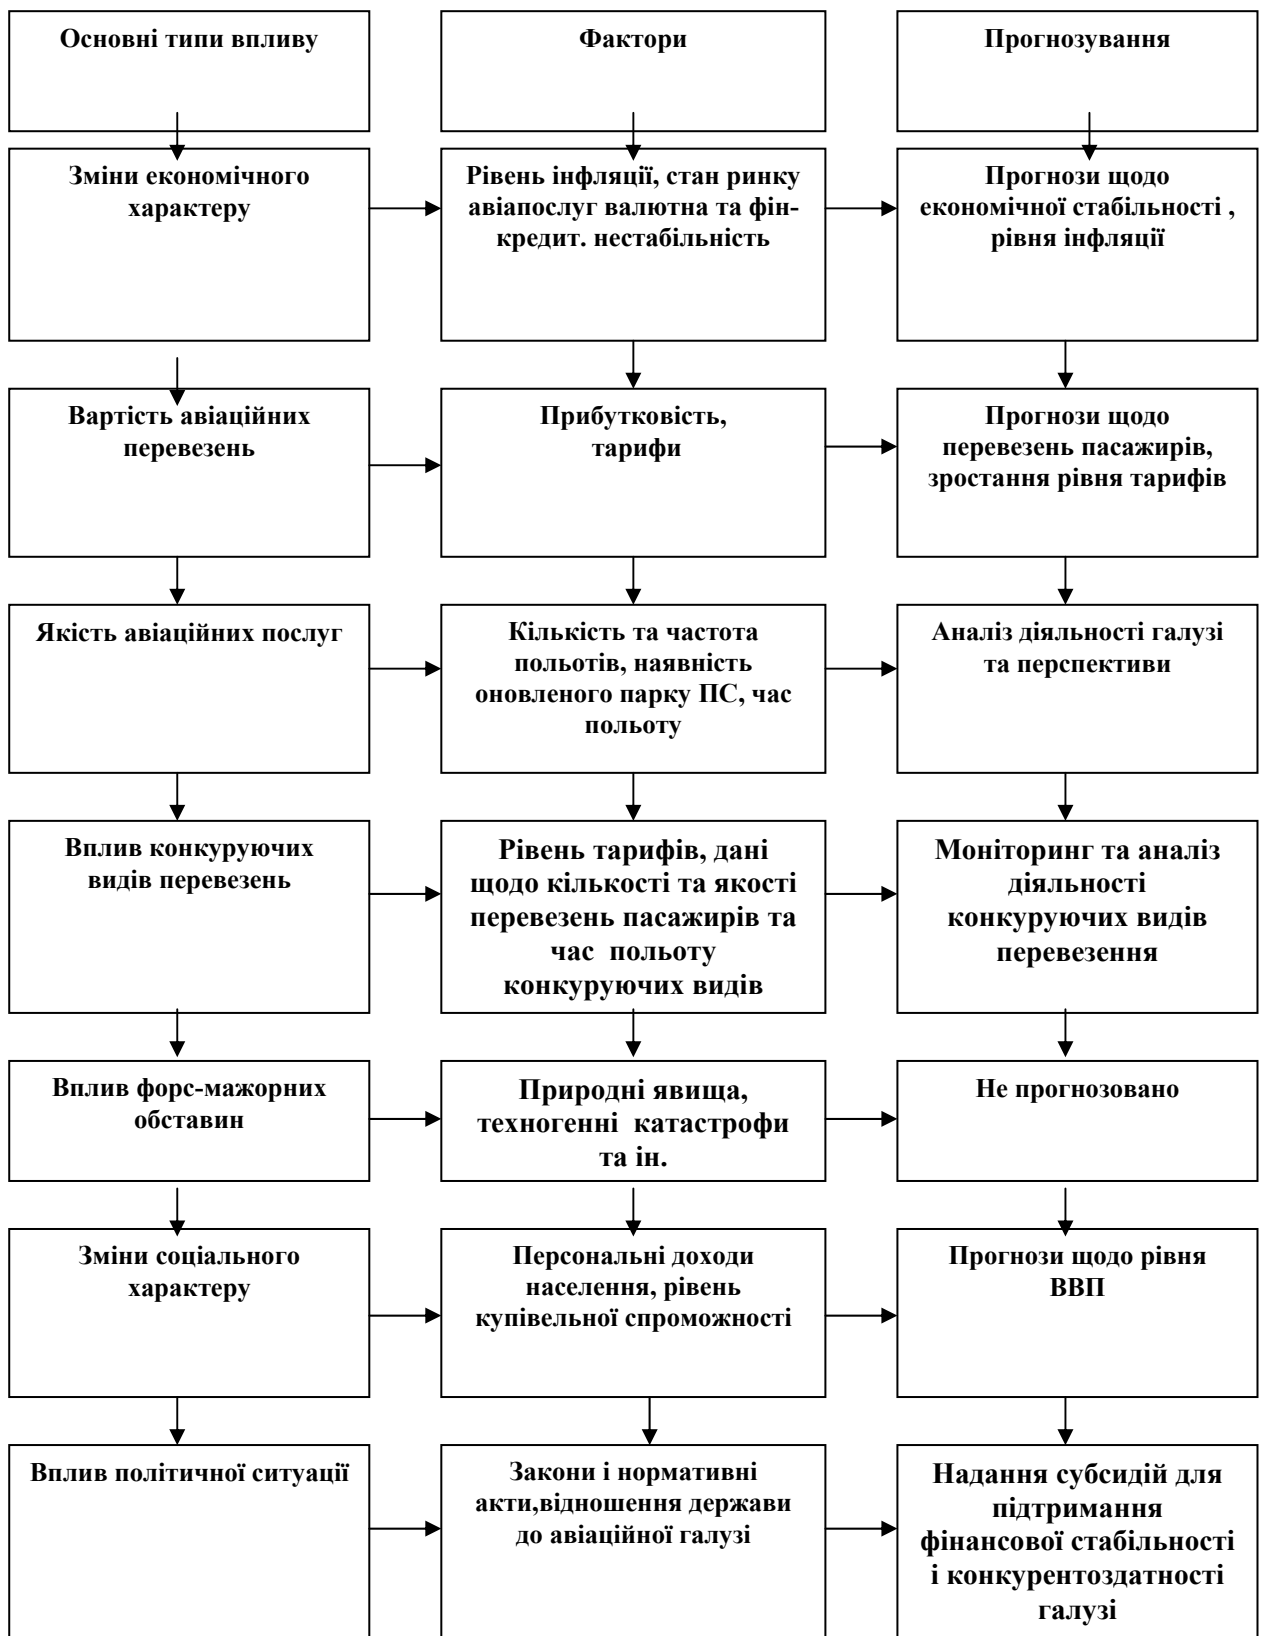 Основні типи впливу
Фактори
Прогнозування
Зміни економічного
характеру
Рівень інфляції, стан ринку
авіапослуг валютна та фін-
кредит. нестабільність
Прогнози щодо
економічної стабільності ,
рівня інфляції
Вартість авіаційних
перевезень
Прибутковість,
тарифи
Прогнози щодо
перевезень пасажирів,
зростання рівня тарифів
Якість авіаційних послуг
Кількість та частота
польотів, наявність
оновленого парку ПС, час
польоту
Аналіз діяльності галузі
та перспективи
Вплив конкуруючих
видів перевезень
Рівень тарифів, дані
щодо кількості та якості
перевезень пасажирів та
час польоту
конкуруючих видів
Моніторинг та аналіз
діяльності
конкуруючих видів
перевезення
Вплив форс-мажорних
обставин
Природні явища,
техногенні катастрофи
та ін.
Не прогнозовано
Зміни соціального
характеру
Персональні доходи
населення, рівень
купівельної спроможності
Прогнози щодо рівня
ВВП
Вплив політичної ситуації
Закони і нормативні
акти,відношення держави
до авіаційної галузі
Надання субсидій для
підтримання
фінансової стабільності
і конкурентоздатності
галузі